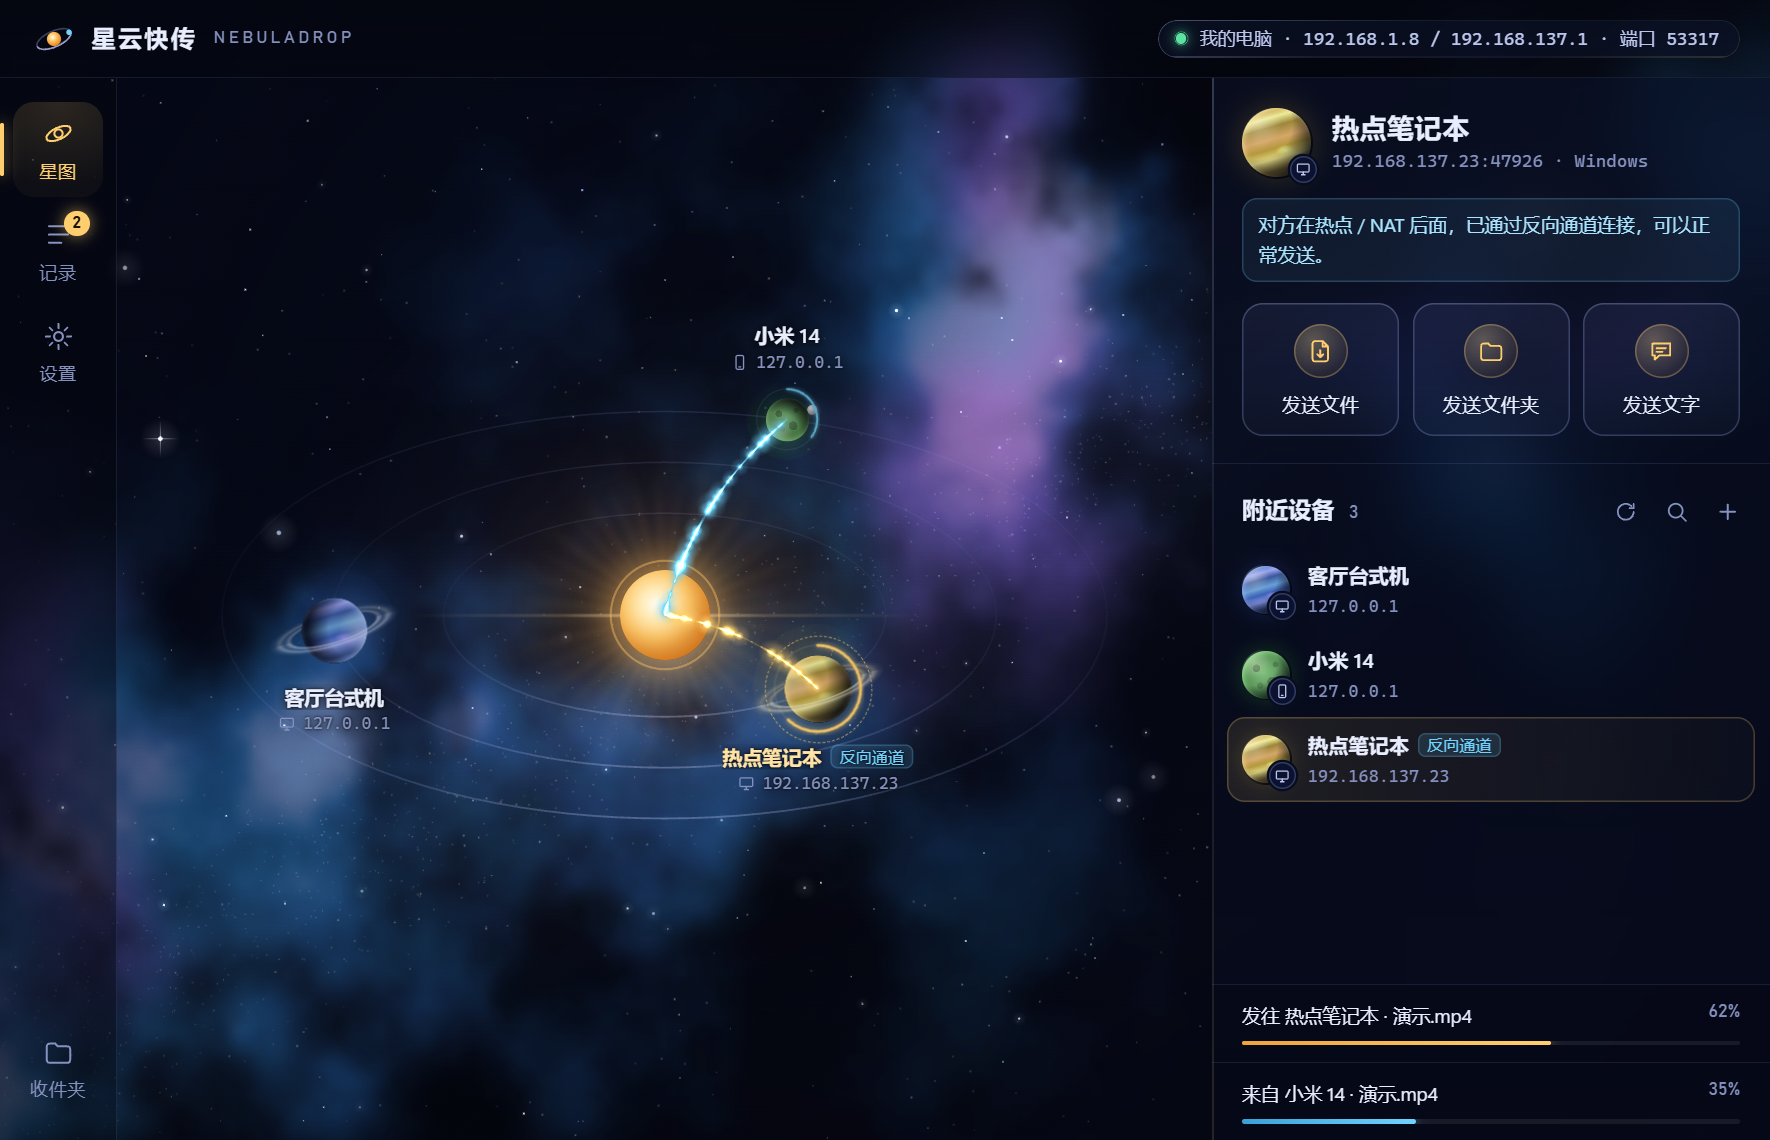 星云快传 NEBULADROP
我的电脑 · 192.168.1.8 / 192.168.137.1 · 端口 53317
星图
2
记录
设置
收件夹
小米 14
127.0.0.1
客厅台式机
127.0.0.1
热点笔记本 反向通道
192.168.137.23
热点笔记本
192.168.137.23:47926 · Windows
对方在热点 / NAT 后面，已通过反向通道连接，可以正
常发送。
发送文件
发送文件夹
发送文字
附近设备 3
客厅台式机
127.0.0.1
小米 14
127.0.0.1
热点笔记本 反向通道
192.168.137.23
发往 热点笔记本 · 演示.mp4 62%
来自 小米 14 · 演示.mp4 35%